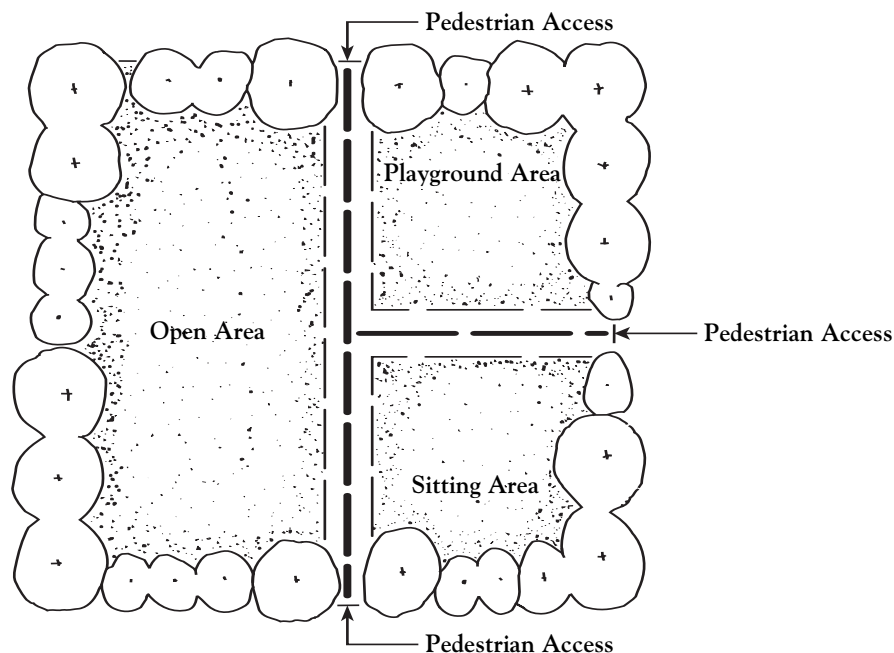 Pedestrian Access
Playground Area
Open Area
Pedestrian Access
Sitting Area
Pedestrian Access